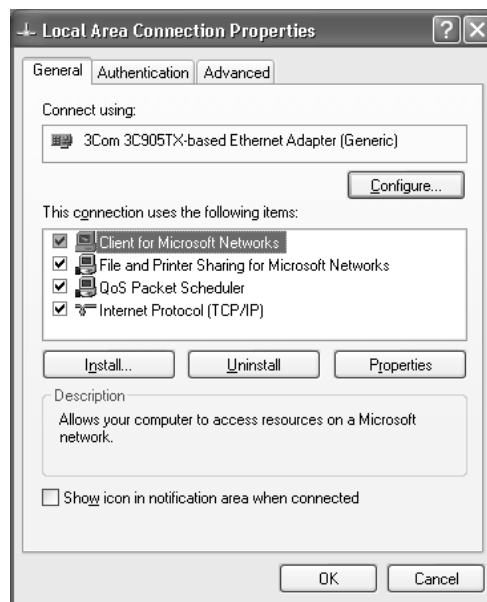 Local Area Connection Properties
General Authentication Advanced
Connect using:
3Com 3C905TX-based Ethernet Adapter (Generic)
Configure...
This connection uses the following items:
Client for Microsoft Networks
File and Printer Sharing for Microsoft Networks
QoS Packet Scheduler
Internet Protocol (TCP/IP)
Install... Uninstall Properties
Description
Allows your computer to access resources on a Microsoft
network.
Show icon in notification area when connected
OK Cancel